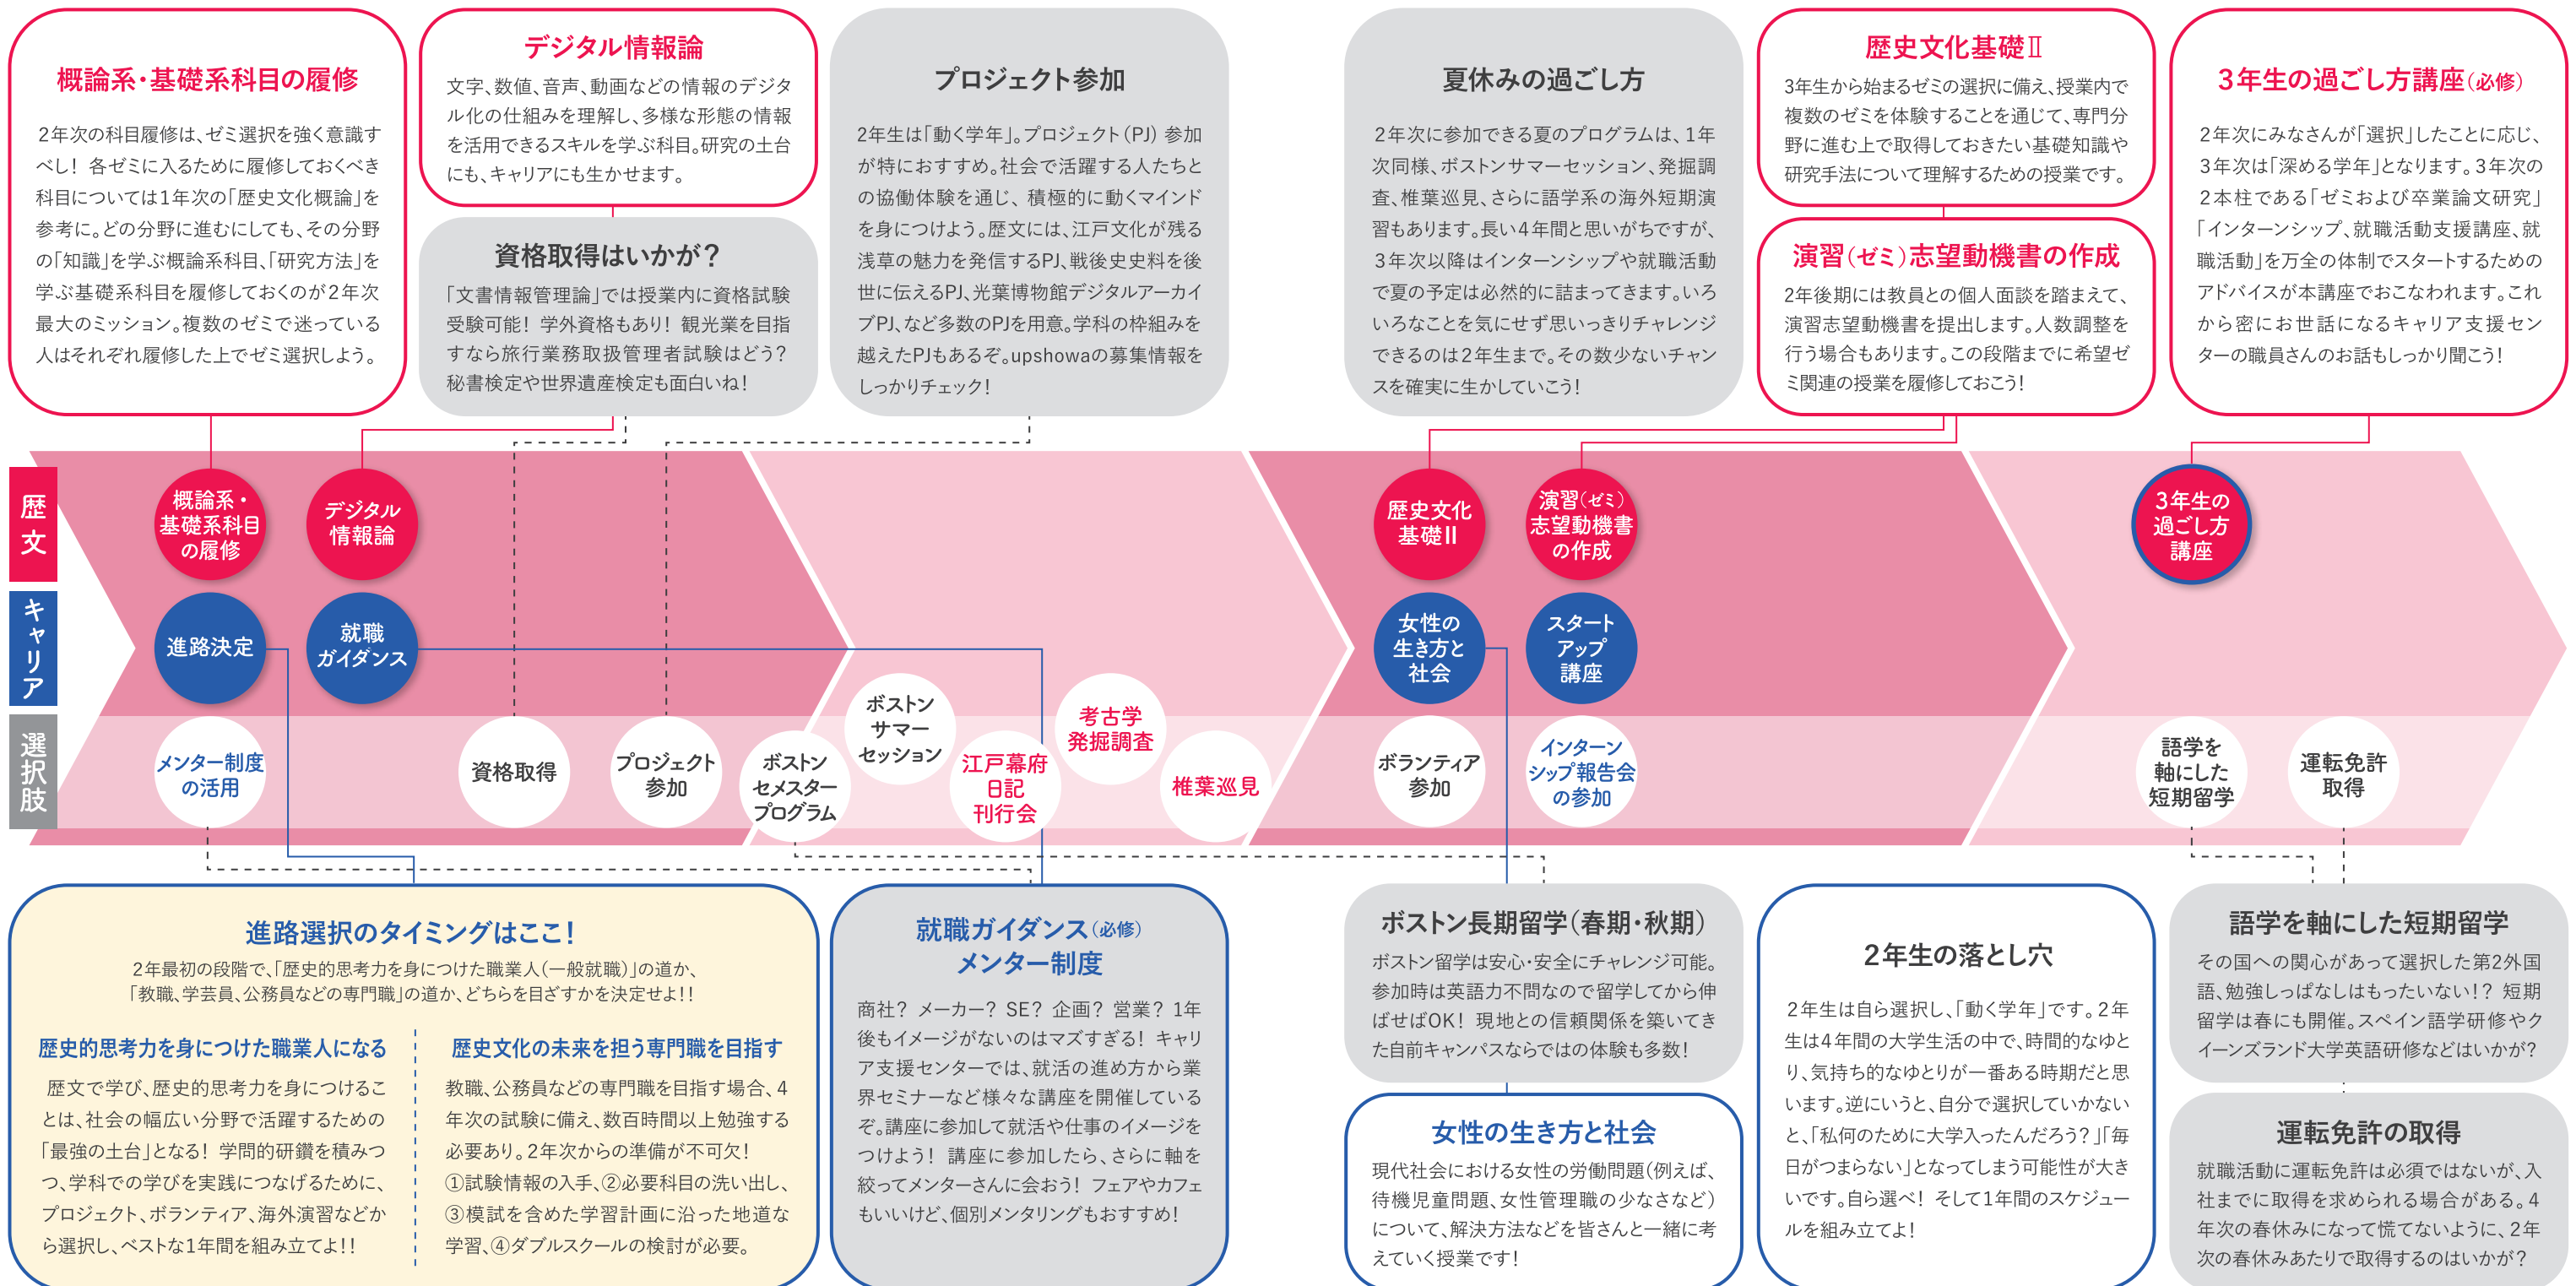 概論系・基礎系科目の履修
2年次の科目履修は、ゼミ選択を強く意識す
べし！ 各ゼミに入るために履修しておくべき
科目については1年次の「歴史文化概論」を
参考に。どの分野に進むにしても、その分野
の「知識」を学ぶ概論系科目、「研究方法」を
学ぶ基礎系科目を履修しておくのが2年次
最大のミッション。複数のゼミで迷っている
人はそれぞれ履修した上でゼミ選択しよう。
デジタル情報論
文字、数値、音声、動画などの情報のデジタ
ル化の仕組みを理解し、多様な形態の情報
を活用できるスキルを学ぶ科目。研究の土台
にも、キャリアにも生かせます。
資格取得はいかが？
「文書情報管理論」では授業内に資格試験
受験可能！ 学外資格もあり！ 観光業を目指
すなら旅行業務取扱管理者試験はどう？
秘書検定や世界遺産検定も面白いね！
プロジェクト参加
2年生は「動く学年」。プロジェクト（PJ）参加
が特におすすめ。社会で活躍する人たちと
の協働体験を通じ、積極的に動くマインド
を身につけよう。歴文には、江戸文化が残る
浅草の魅力を発信するPJ、戦後史史料を後
世に伝えるPJ、光葉博物館デジタルアーカイ
ブPJ、など多数のPJを用意。学科の枠組みを
越えたPJもあるぞ。upshowaの募集情報を
しっかりチェック！
夏休みの過ごし方
2年次に参加できる夏のプログラムは、1年
次同様、ボストンサマーセッション、発掘調
査、椎葉巡見、さらに語学系の海外短期演
習もあります。長い4年間と思いがちですが、
3年次以降はインターンシップや就職活動
で夏の予定は必然的に詰まってきます。いろ
いろなことを気にせず思いっきりチャレンジ
できるのは2年生まで。その数少ないチャン
スを確実に生かしていこう！
歴史文化基礎Ⅱ
3年生から始まるゼミの選択に備え、授業内で
複数のゼミを体験することを通じて、専門分
野に進む上で取得しておきたい基礎知識や
研究手法について理解するための授業です。
演習（ゼミ）志望動機書の作成
2年後期には教員との個人面談を踏まえて、
演習志望動機書を提出します。人数調整を
行う場合もあります。この段階までに希望ゼ
ミ関連の授業を履修しておこう！
3年生の過ごし方講座（必修）
2年次にみなさんが「選択」したことに応じ、
3年次は「深める学年」となります。3年次の
2本柱である「ゼミおよび卒業論文研究」
「インターンシップ、就職活動支援講座、就
職活動」を万全の体制でスタートするための
アドバイスが本講座でおこなわれます。これ
から密にお世話になるキャリア支援セン
ターの職員さんのお話もしっかり聞こう！
歴文
概論系・
基礎系科目
の履修
デジタル
情報論
歴史文化
基礎Ⅱ
演習（ゼミ）
志望動機書
の作成
3年生の
過ごし方
講座
キャリア
進路決定
就職
ガイダンス
女性の
生き方と
社会
スタート
アップ
講座
選択肢
メンター制度
の活用
資格取得
プロジェクト
参加
ボストン
セメスター
プログラム
ボストン
サマー
セッション
江戸幕府
日記
刊行会
考古学
発掘調査
椎葉巡見
ボランティア
参加
インターン
シップ報告会
の参加
語学を
軸にした
短期留学
運転免許
取得
進路選択のタイミングはここ！
2年最初の段階で、「歴史的思考力を身につけた職業人（一般就職）」の道か、
「教職、学芸員、公務員などの専門職」の道か、どちらを目ざすかを決定せよ！！
歴史的思考力を身につけた職業人になる
歴文で学び、歴史的思考力を身につけるこ
とは、社会の幅広い分野で活躍するための
「最強の土台」となる！ 学問的研鑽を積みつ
つ、学科での学びを実践につなげるために、
プロジェクト、ボランティア、海外演習などか
ら選択し、ベストな1年間を組み立てよ！！
歴史文化の未来を担う専門職を目指す
教職、公務員などの専門職を目指す場合、4
年次の試験に備え、数百時間以上勉強する
必要あり。2年次からの準備が不可欠！
①試験情報の入手、②必要科目の洗い出し、
③模試を含めた学習計画に沿った地道な
学習、④ダブルスクールの検討が必要。
就職ガイダンス（必修）
メンター制度
商社？ メーカー？ SE？ 企画？ 営業？ 1年
後もイメージがないのはマズすぎる！ キャリ
ア支援センターでは、就活の進め方から業
界セミナーなど様々な講座を開催している
ぞ。講座に参加して就活や仕事のイメージを
つけよう！ 講座に参加したら、さらに軸を
絞ってメンターさんに会おう！ フェアやカフェ
もいいけど、個別メンタリングもおすすめ！
ボストン長期留学（春期・秋期）
ボストン留学は安心・安全にチャレンジ可能。
参加時は英語力不問なので留学してから伸
ばせばOK！ 現地との信頼関係を築いてき
た自前キャンパスならではの体験も多数！
女性の生き方と社会
現代社会における女性の労働問題（例えば、
待機児童問題、女性管理職の少なさなど）
について、解決方法などを皆さんと一緒に考
えていく授業です！
2年生の落とし穴
2年生は自ら選択し、「動く学年」です。2年
生は4年間の大学生活の中で、時間的なゆと
り、気持ち的なゆとりが一番ある時期だと思
います。逆にいうと、自分で選択していかない
と、「私何のために大学入ったんだろう？」「毎
日がつまらない」となってしまう可能性が大き
いです。自ら選べ！ そして1年間のスケジュー
ルを組み立てよ！
語学を軸にした短期留学
その国への関心があって選択した第2外国
語、勉強しっぱなしはもったいない！？ 短期
留学は春にも開催。スペイン語学研修やク
イーンズランド大学英語研修などはいかが？
運転免許の取得
就職活動に運転免許は必須ではないが、入
社までに取得を求められる場合がある。4
年次の春休みになって慌てないように、2年
次の春休みあたりで取得するのはいかが？